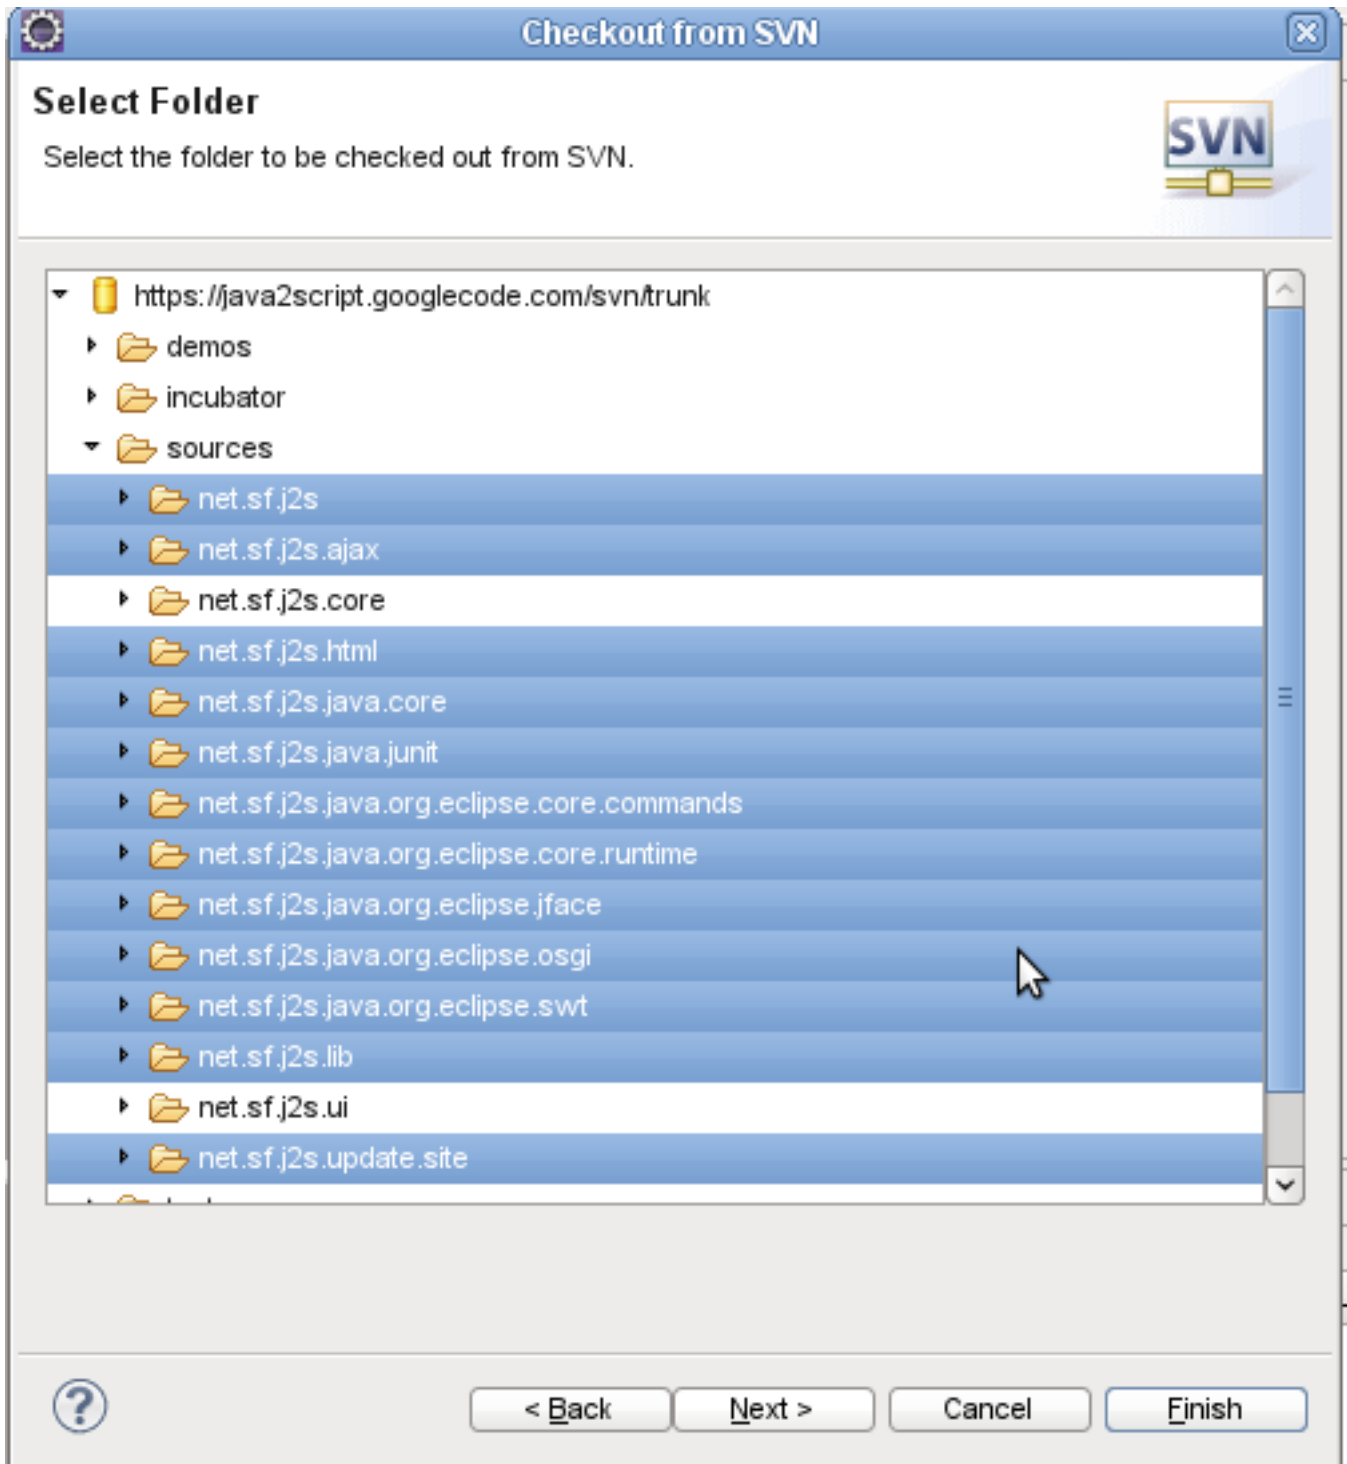 Checkout from SVN
Select Folder
Select the folder to be checked out from SVN.
SVN
https://java2script.googlecode.com/svn/trunk
demos
incubator
sources
net.sf.j2s
net.sf.j2s.ajax
net.sf.j2s.core
net.sf.j2s.html
net.sf.j2s.java.core
net.sf.j2s.java.junit
net.sf.j2s.java.org.eclipse.core.commands
net.sf.j2s.java.org.eclipse.core.runtime
net.sf.j2s.java.org.eclipse.jface
net.sf.j2s.java.org.eclipse.osgi
net.sf.j2s.java.org.eclipse.swt
net.sf.j2s.lib
net.sf.j2s.ui
net.sf.j2s.update.site
? < Back Next > Cancel Finish